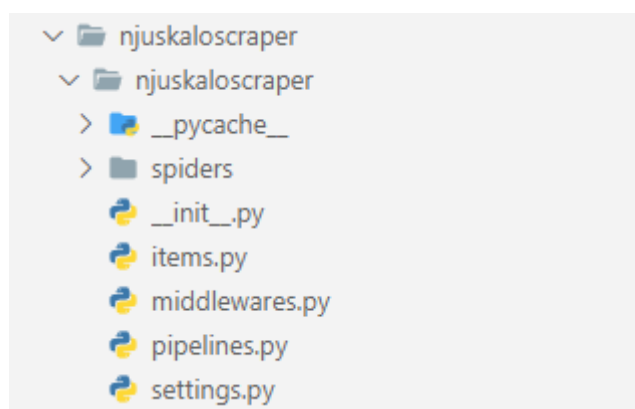 njuskaloscraper
njuskaloscraper
__pycache__
spiders
__init__.py
items.py
middlewares.py
pipelines.py
settings.py